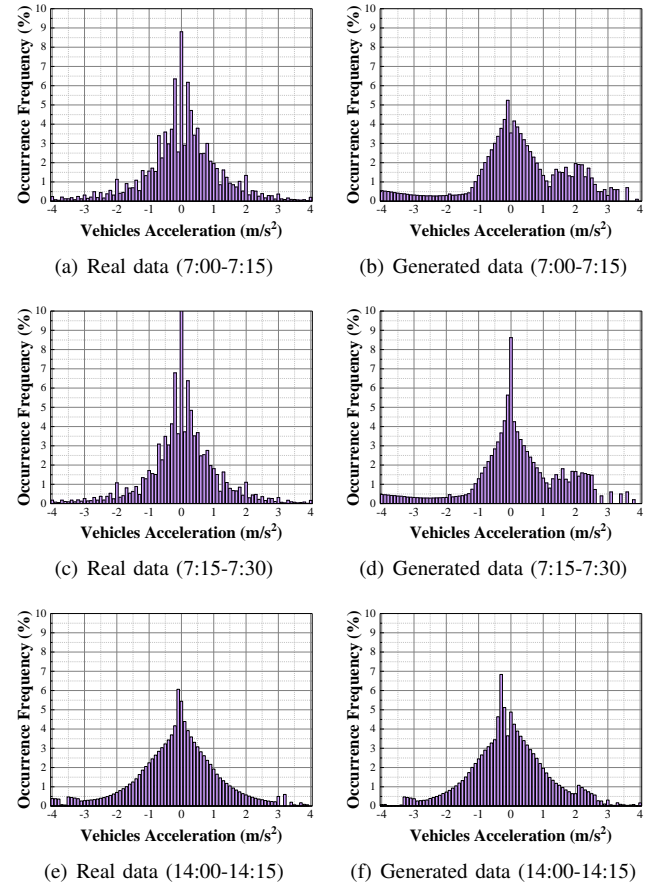 Occurrence Frequency (%)
10
9
8
7
6
5
4
3
2
1
0
-4 -3 -2 -1 0 1 2 3 4
Vehicles Acceleration (m/s²)
(a) Real data (7:00-7:15)
Occurrence Frequency (%)
10
9
8
7
6
5
4
3
2
1
0
-4 -3 -2 -1 0 1 2 3 4
Vehicles Acceleration (m/s²)
(b) Generated data (7:00-7:15)
Occurrence Frequency (%)
10
9
8
7
6
5
4
3
2
1
0
-4 -3 -2 -1 0 1 2 3 4
Vehicles Acceleration (m/s²)
(c) Real data (7:15-7:30)
Occurrence Frequency (%)
10
9
8
7
6
5
4
3
2
1
0
-4 -3 -2 -1 0 1 2 3 4
Vehicles Acceleration (m/s²)
(d) Generated data (7:15-7:30)
Occurrence Frequency (%)
10
9
8
7
6
5
4
3
2
1
0
-4 -3 -2 -1 0 1 2 3 4
Vehicles Acceleration (m/s²)
(e) Real data (14:00-14:15)
Occurrence Frequency (%)
10
9
8
7
6
5
4
3
2
1
0
-4 -3 -2 -1 0 1 2 3 4
Vehicles Acceleration (m/s²)
(f) Generated data (14:00-14:15)